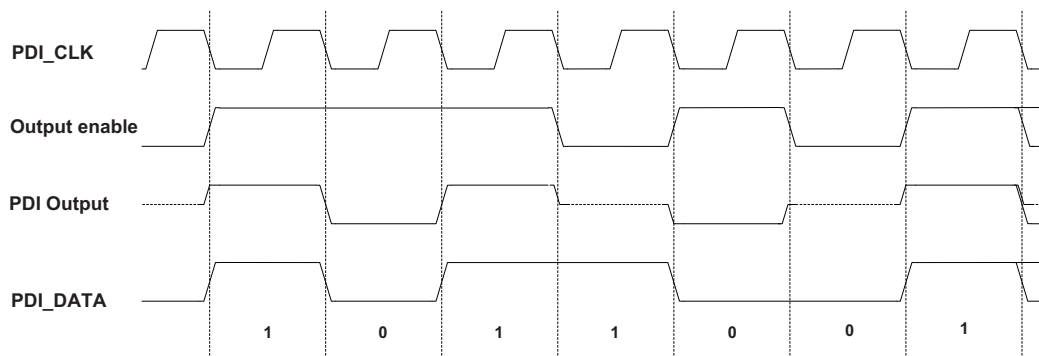 PDI_CLK
Output enable
PDI Output
PDI_DATA
1 0 1 1 0 0 1